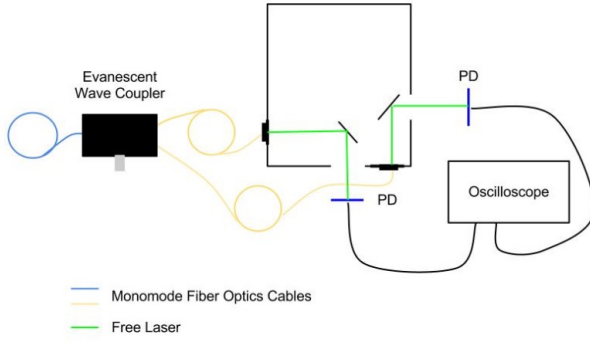 Evanescent
Wave Coupler
PD
PD
Oscilloscope
Monomode Fiber Optics Cables
Free Laser